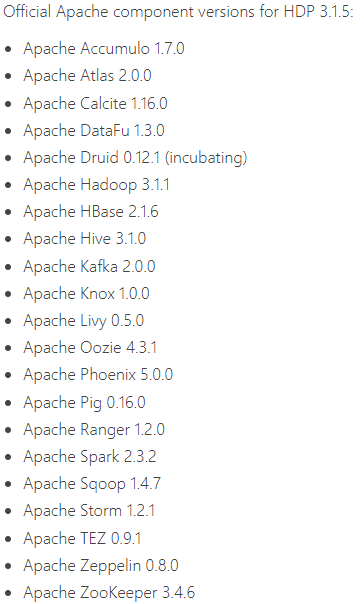 Official Apache component versions for HDP 3.1.5:
• Apache Accumulo 1.7.0
• Apache Atlas 2.0.0
• Apache Calcite 1.16.0
• Apache DataFu 1.3.0
• Apache Druid 0.12.1 (incubating)
• Apache Hadoop 3.1.1
• Apache HBase 2.1.6
• Apache Hive 3.1.0
• Apache Kafka 2.0.0
• Apache Knox 1.0.0
• Apache Livy 0.5.0
• Apache Oozie 4.3.1
• Apache Phoenix 5.0.0
• Apache Pig 0.16.0
• Apache Ranger 1.2.0
• Apache Spark 2.3.2
• Apache Sqoop 1.4.7
• Apache Storm 1.2.1
• Apache TEZ 0.9.1
• Apache Zeppelin 0.8.0
• Apache ZooKeeper 3.4.6